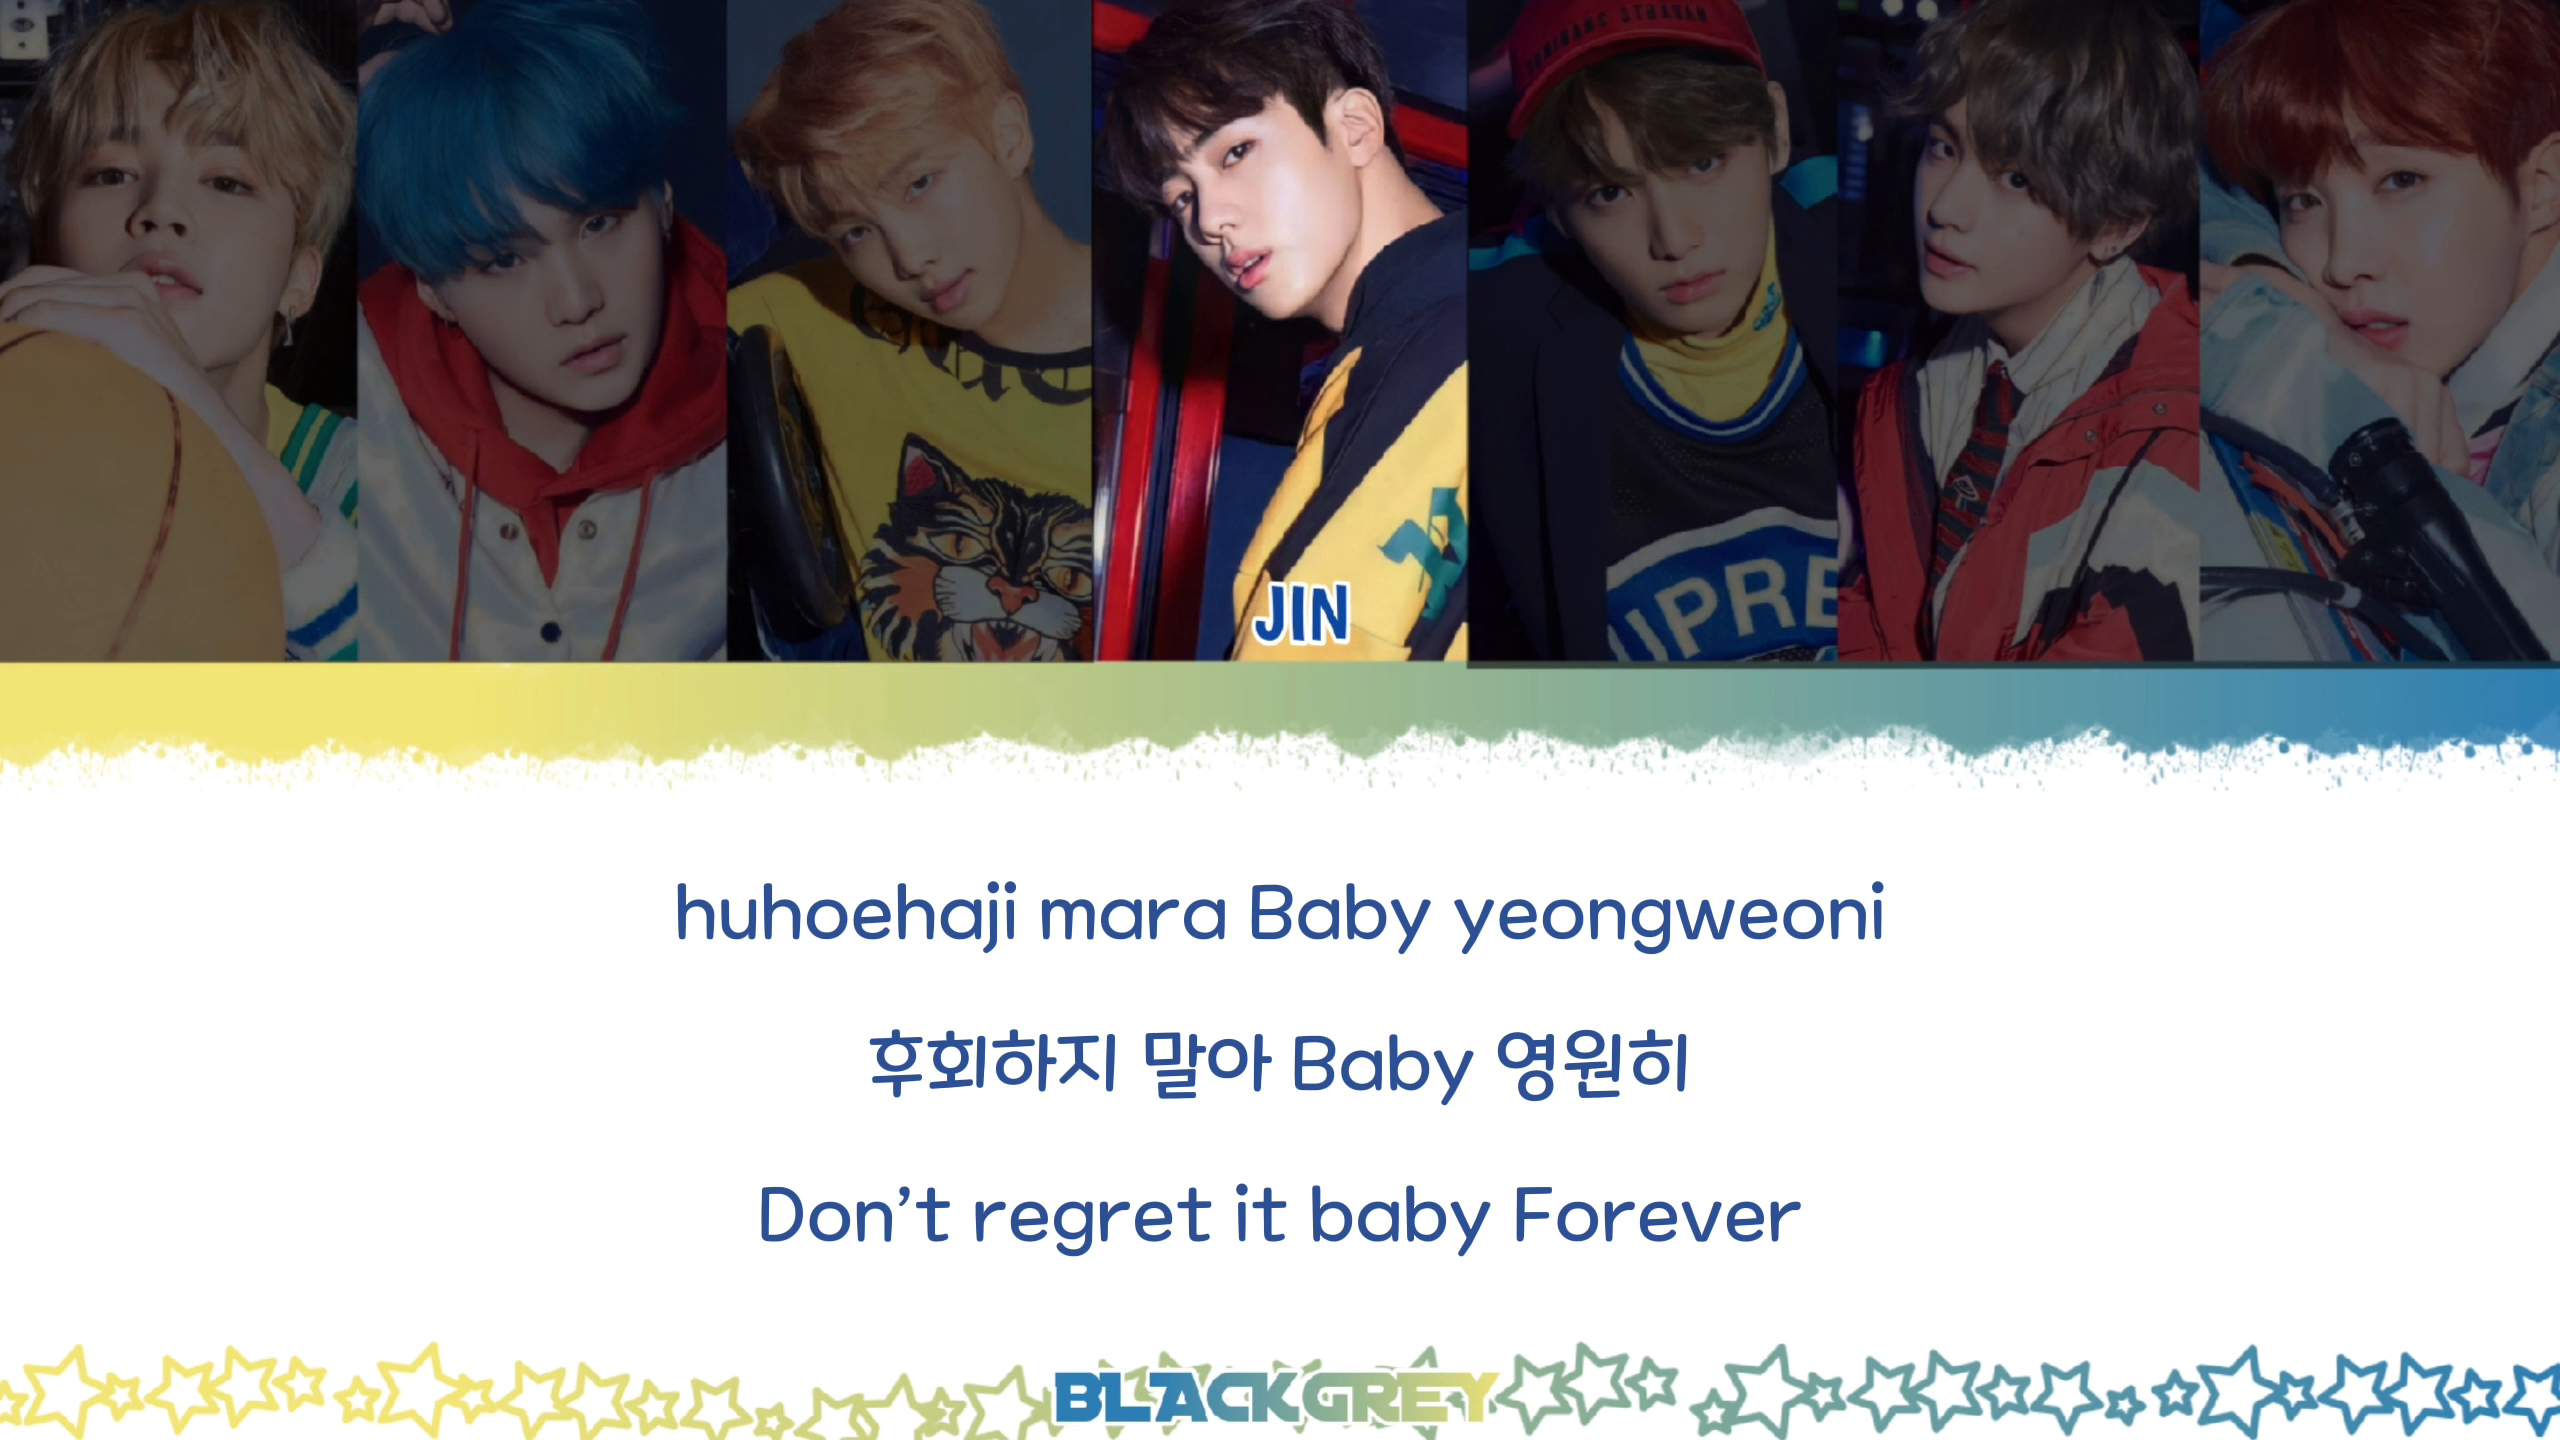 JIN
UPRE
huhoehaji mara Baby yeongweoni
후회하지 말아 Baby 영원히
Don't regret it baby Forever
BLACKGREY